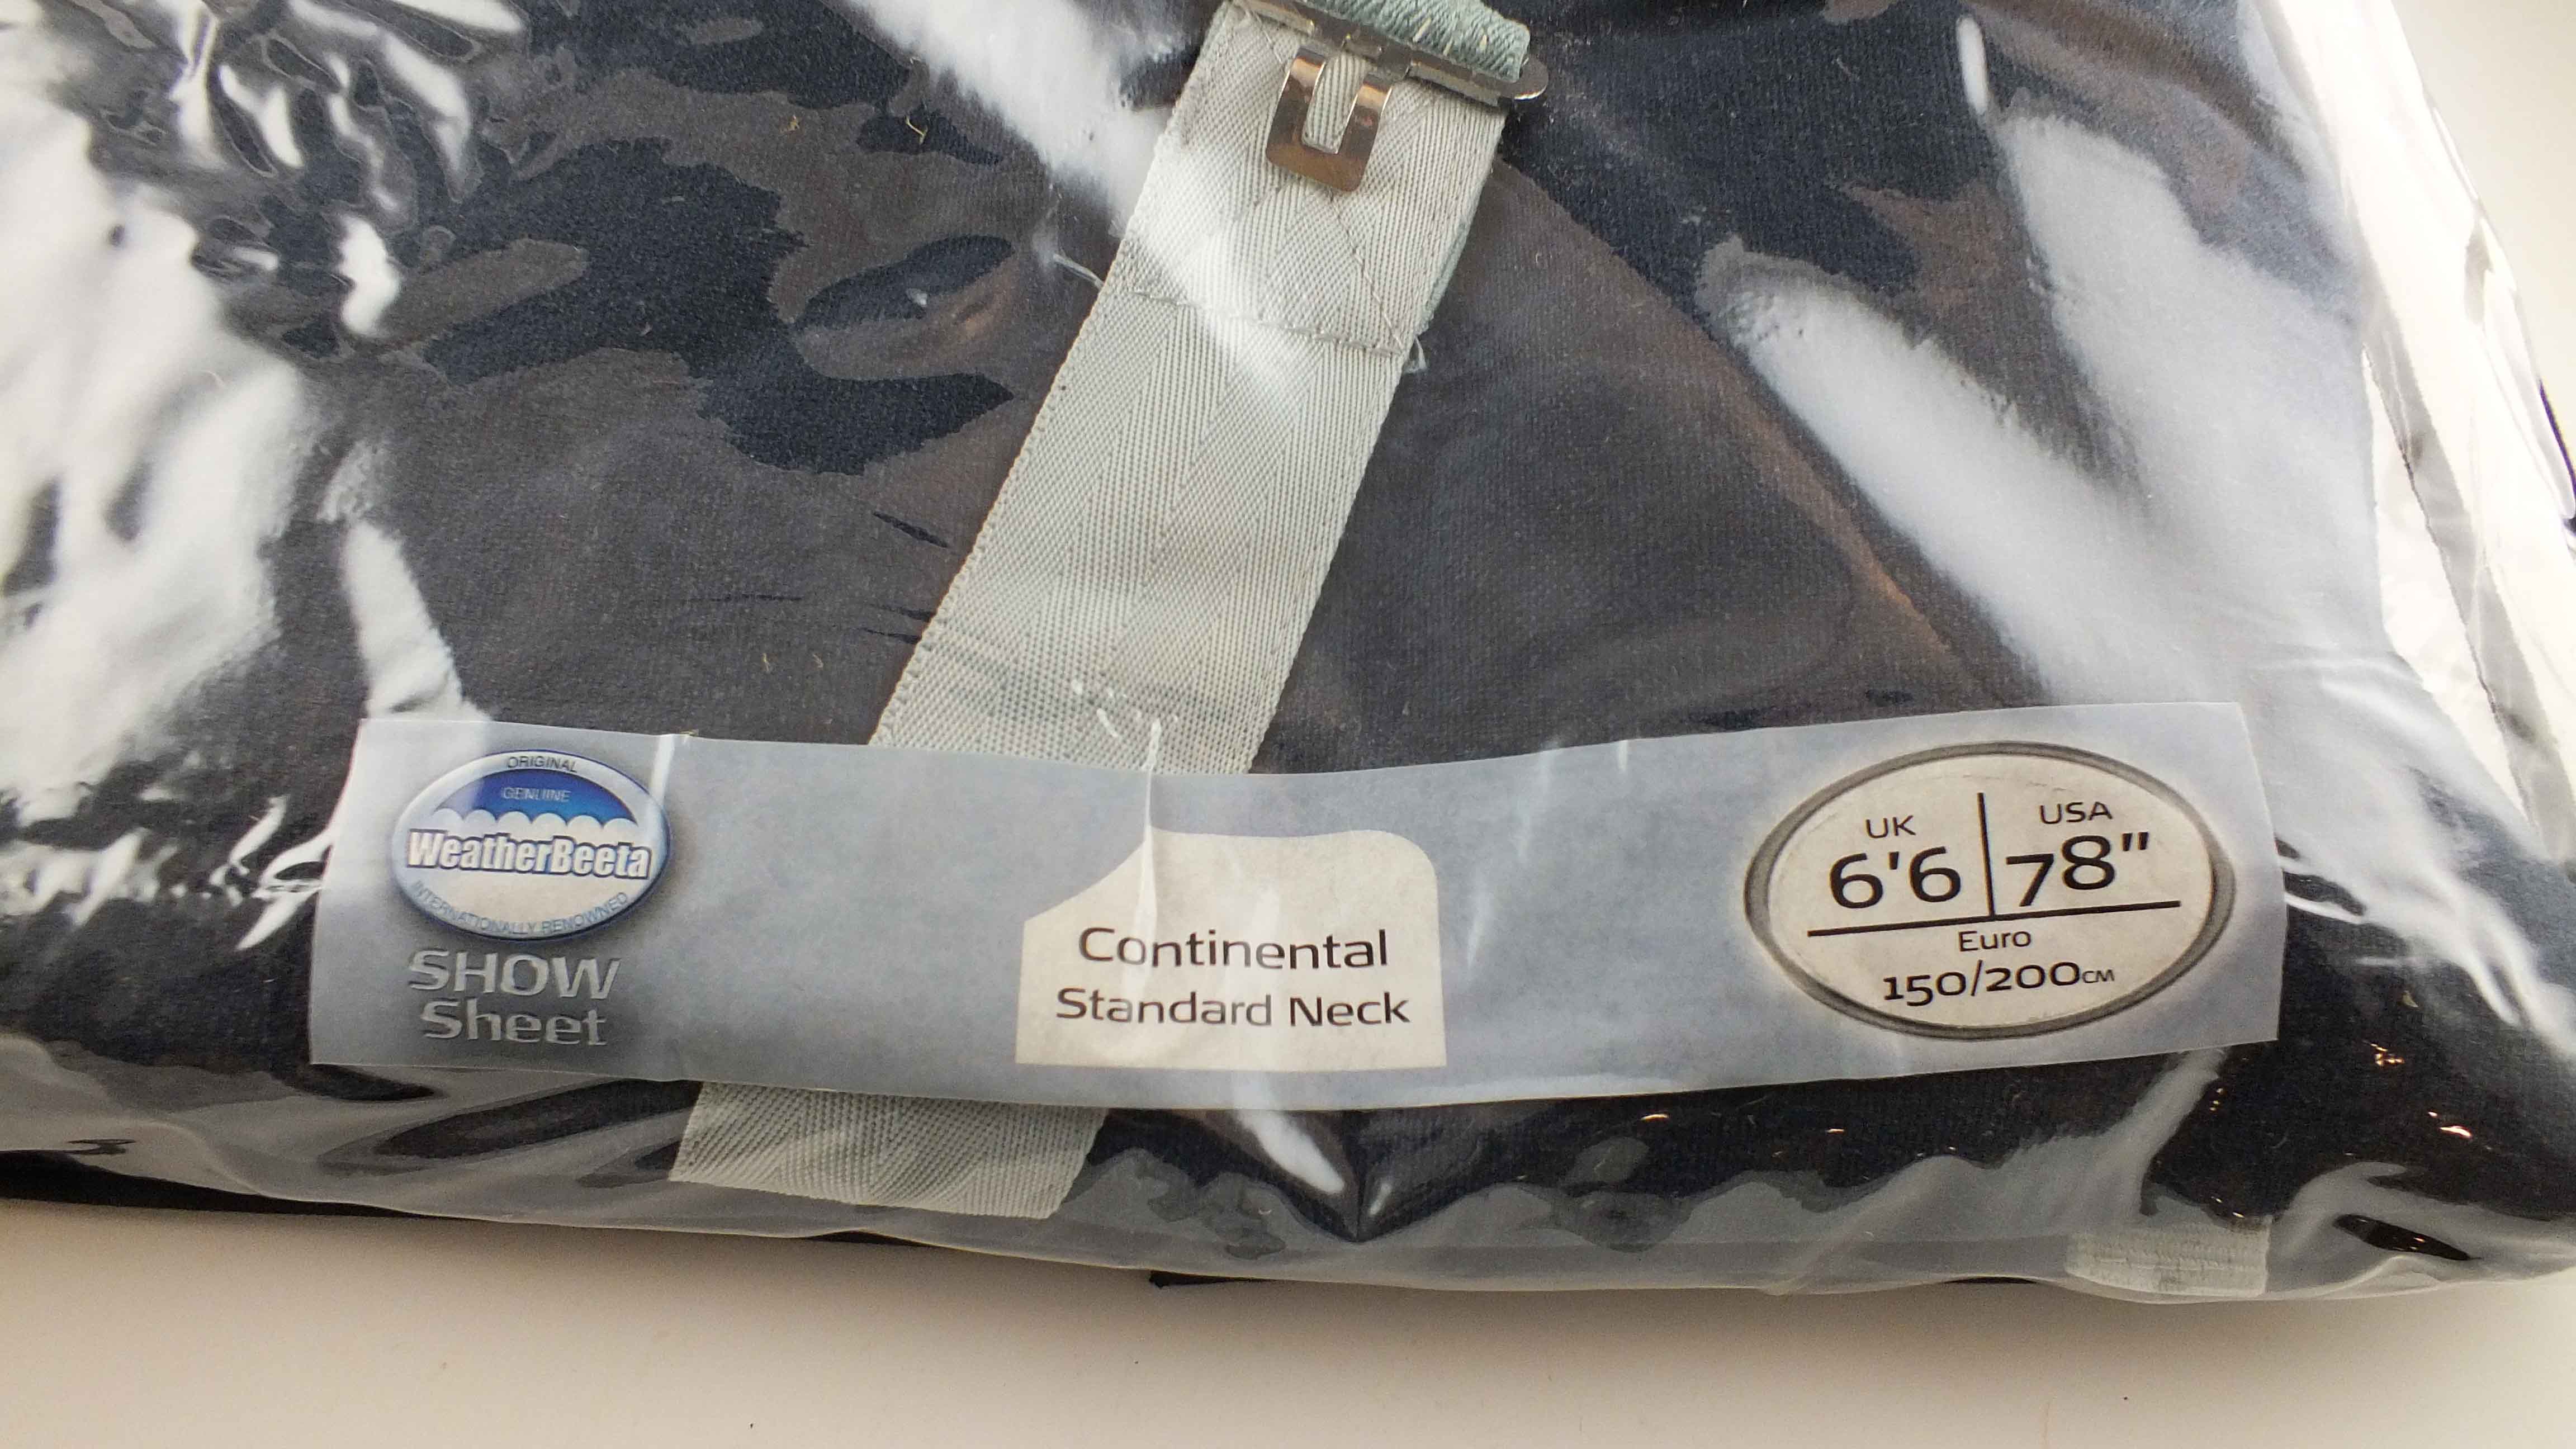 ORIGINAL
GENUINE
WeatherBeeta
INTERNATIONALLY RENOWNED
SHOW
Sheet
Continental
Standard Neck
UK
6'6
USA
78"
Euro
150/200CM